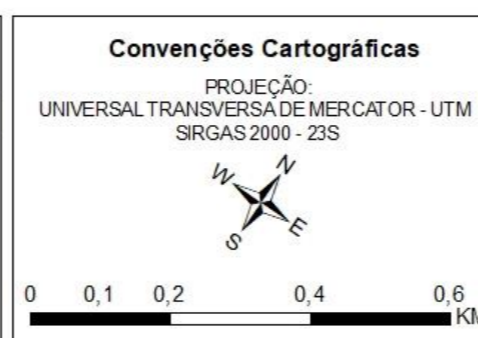 Convenções Cartográficas
PROJEÇÃO:
UNIVERSAL TRANSVERSA DE MERCATOR - UTM
SIRGAS 2000 - 23S
W N
S E
0 0,1 0,2 0,4 0,6
KM